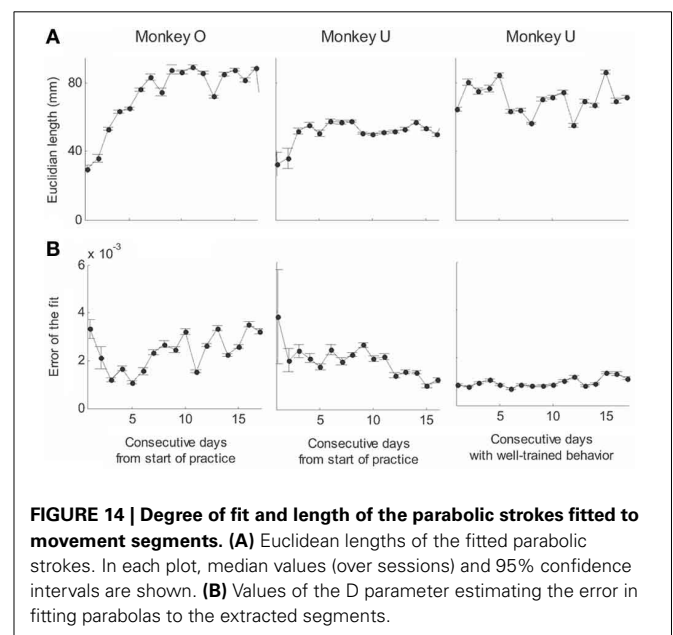 A
Monkey O
Monkey U
Monkey U
Euclidian length (mm)
80
40
0
B
x 10⁻³
Error of the fit
6
4
2
0
5
10
15
5
10
15
5
10
15
Consecutive days
from start of practice
Consecutive days
from start of practice
Consecutive days
with well-trained behavior
FIGURE 14 | Degree of fit and length of the parabolic strokes fitted to
movement segments. (A) Euclidean lengths of the fitted parabolic
strokes. In each plot, median values (over sessions) and 95% confidence
intervals are shown. (B) Values of the D parameter estimating the error in
fitting parabolas to the extracted segments.